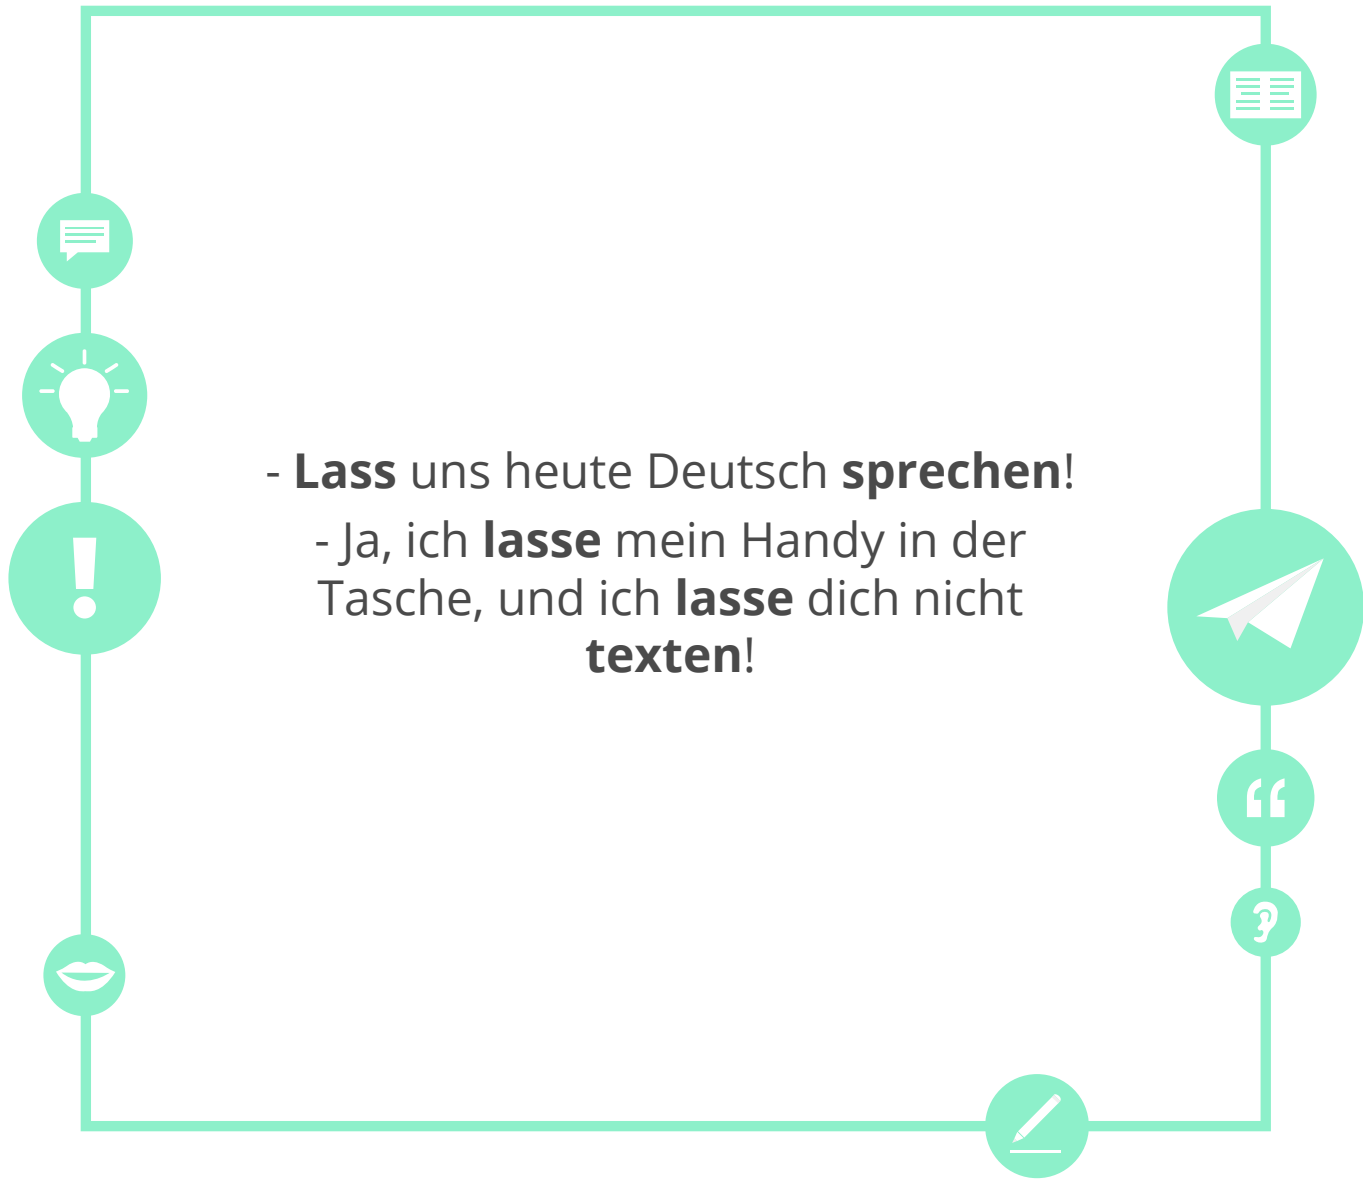 - Lass uns heute Deutsch sprechen!
- Ja, ich lasse mein Handy in der
Tasche, und ich lasse dich nicht
texten!